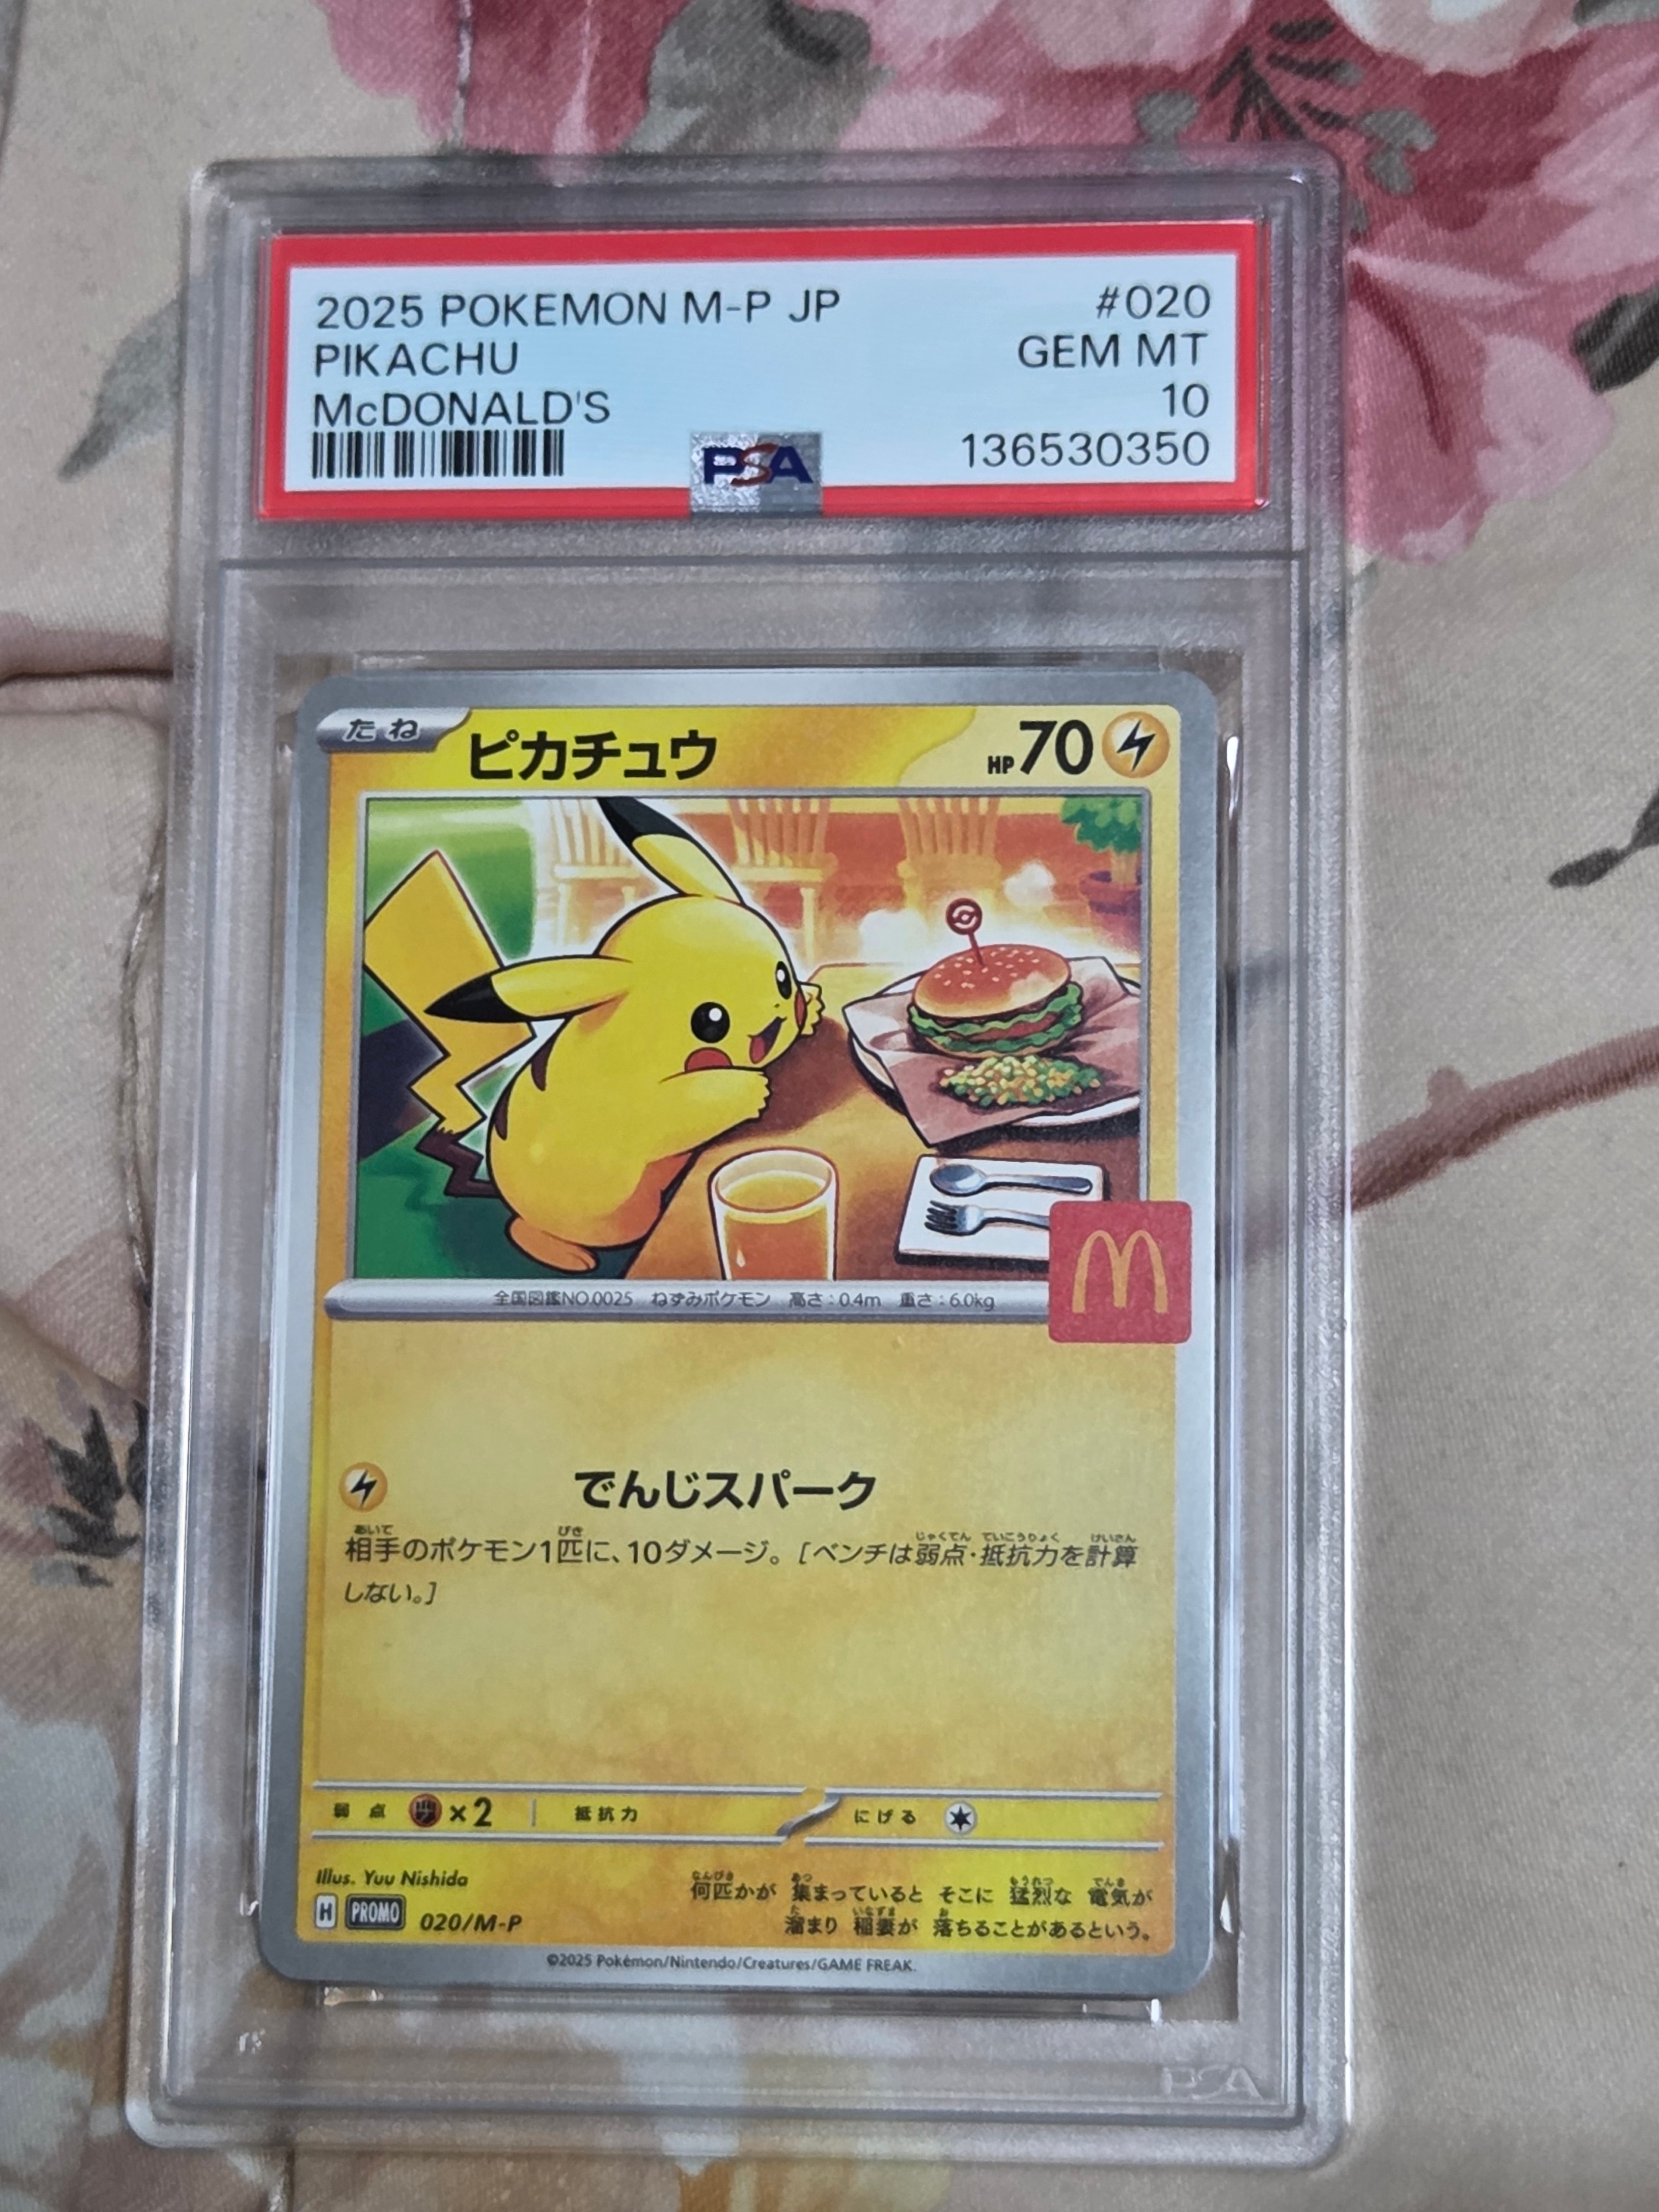 2025 POKEMON M-P JP #020
PIKACHU GEM MT
McDONALD'S 10
PSA 136530350
たね ピカチュウ HP70
全国図鑑NO.0025 ねずみポケモン 高さ:0.4m 重さ:6.0kg
でんじスパーク
相手のポケモン1匹に、10ダメージ。[ベンチは弱点・抵抗力を計算
しない。]
弱点 ×2 抵抗力 にげる
Illus. Yuu Nishida
H PROMO 020/M-P
何匹かが 集まっていると そこに 猛烈な 電気が
溜まり 稲妻が 落ちることがあるという。
©2025 Pokémon/Nintendo/Creatures/GAME FREAK.
PSA